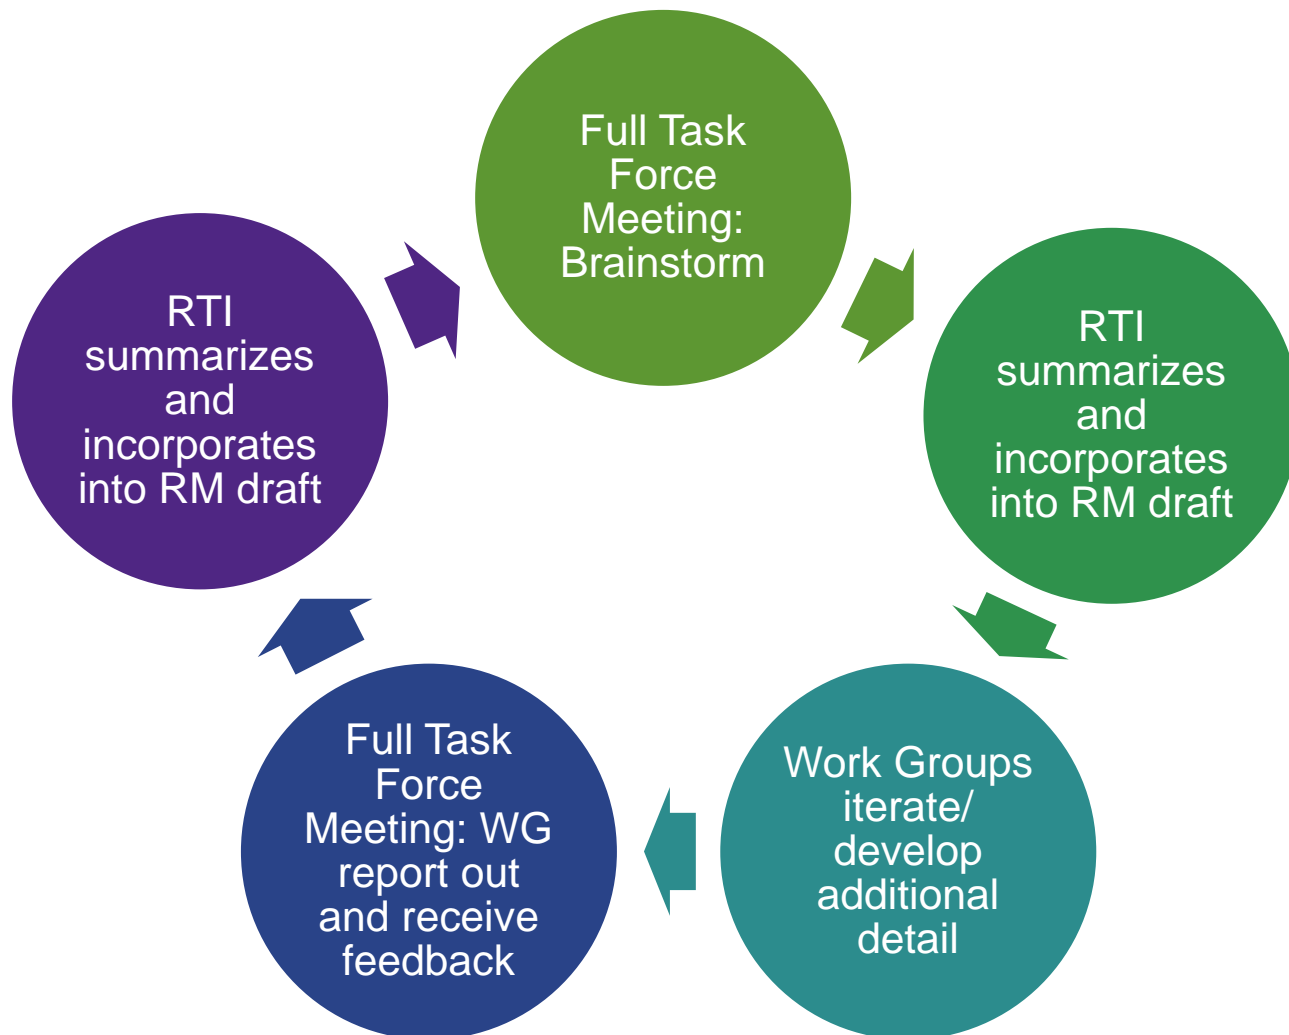 Full Task
Force
Meeting:
Brainstorm
RTI
summarizes
and
incorporates
into RM draft
Work Groups
iterate/
develop
additional
detail
Full Task
Force
Meeting: WG
report out
and receive
feedback
RTI
summarizes
and
incorporates
into RM draft